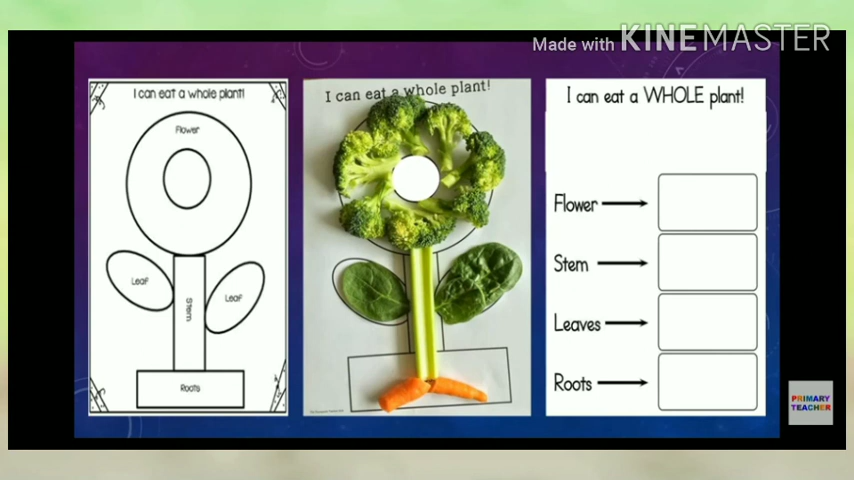 Made with KINEMASTER
I can eat a whole plant!
Flower
Leaf
Leaf
Stem
Roots
I can eat a whole plant!
I can eat a WHOLE plant!
Flower
Stem
Leaves
Roots
PRIMARY
TEACHER